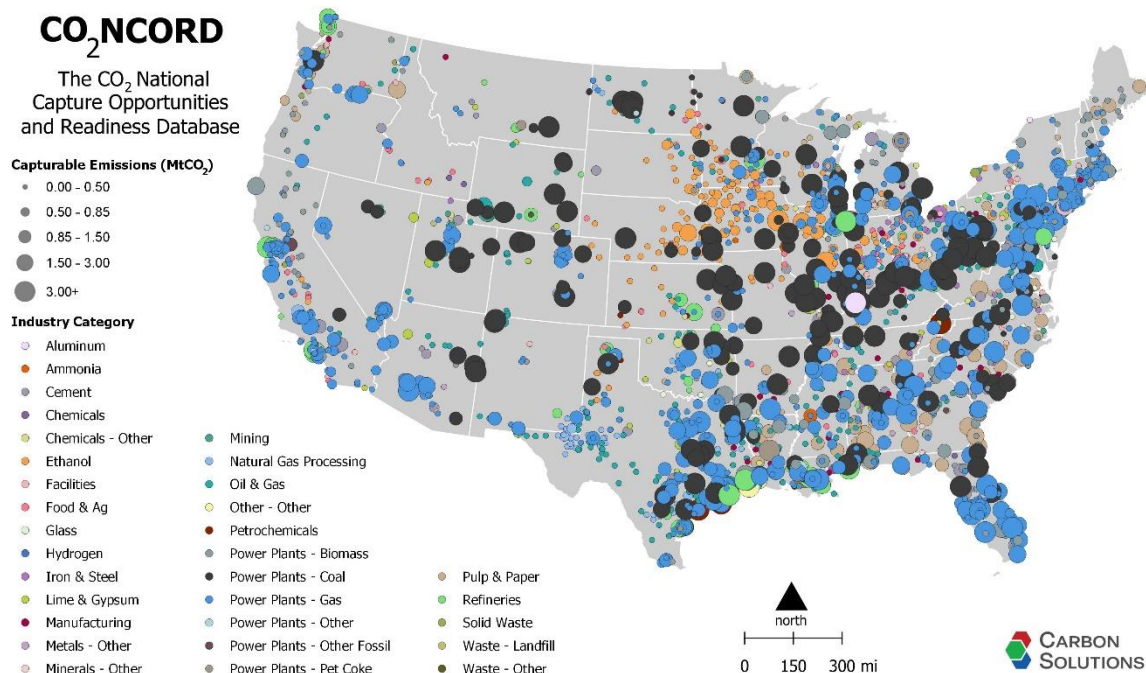 CO₂NCORD
The CO₂ National
Capture Opportunities
and Readiness Database
Capturable Emissions (MtCO₂)
0.00 - 0.50
0.50 - 0.85
0.85 - 1.50
1.50 - 3.00
3.00+
Industry Category
Aluminum
Ammonia
Cement
Chemicals
Chemicals - Other
Ethanol
Facilities
Food & Ag
Glass
Hydrogen
Iron & Steel
Lime & Gypsum
Manufacturing
Metals - Other
Minerals - Other
Mining
Natural Gas Processing
Oil & Gas
Other - Other
Petrochemicals
Power Plants - Biomass
Power Plants - Coal
Power Plants - Gas
Power Plants - Other
Power Plants - Other Fossil
Power Plants - Pet Coke
Pulp & Paper
Refineries
Solid Waste
Waste - Landfill
Waste - Other
north
0 150 300 mi
CARBON
SOLUTIONS